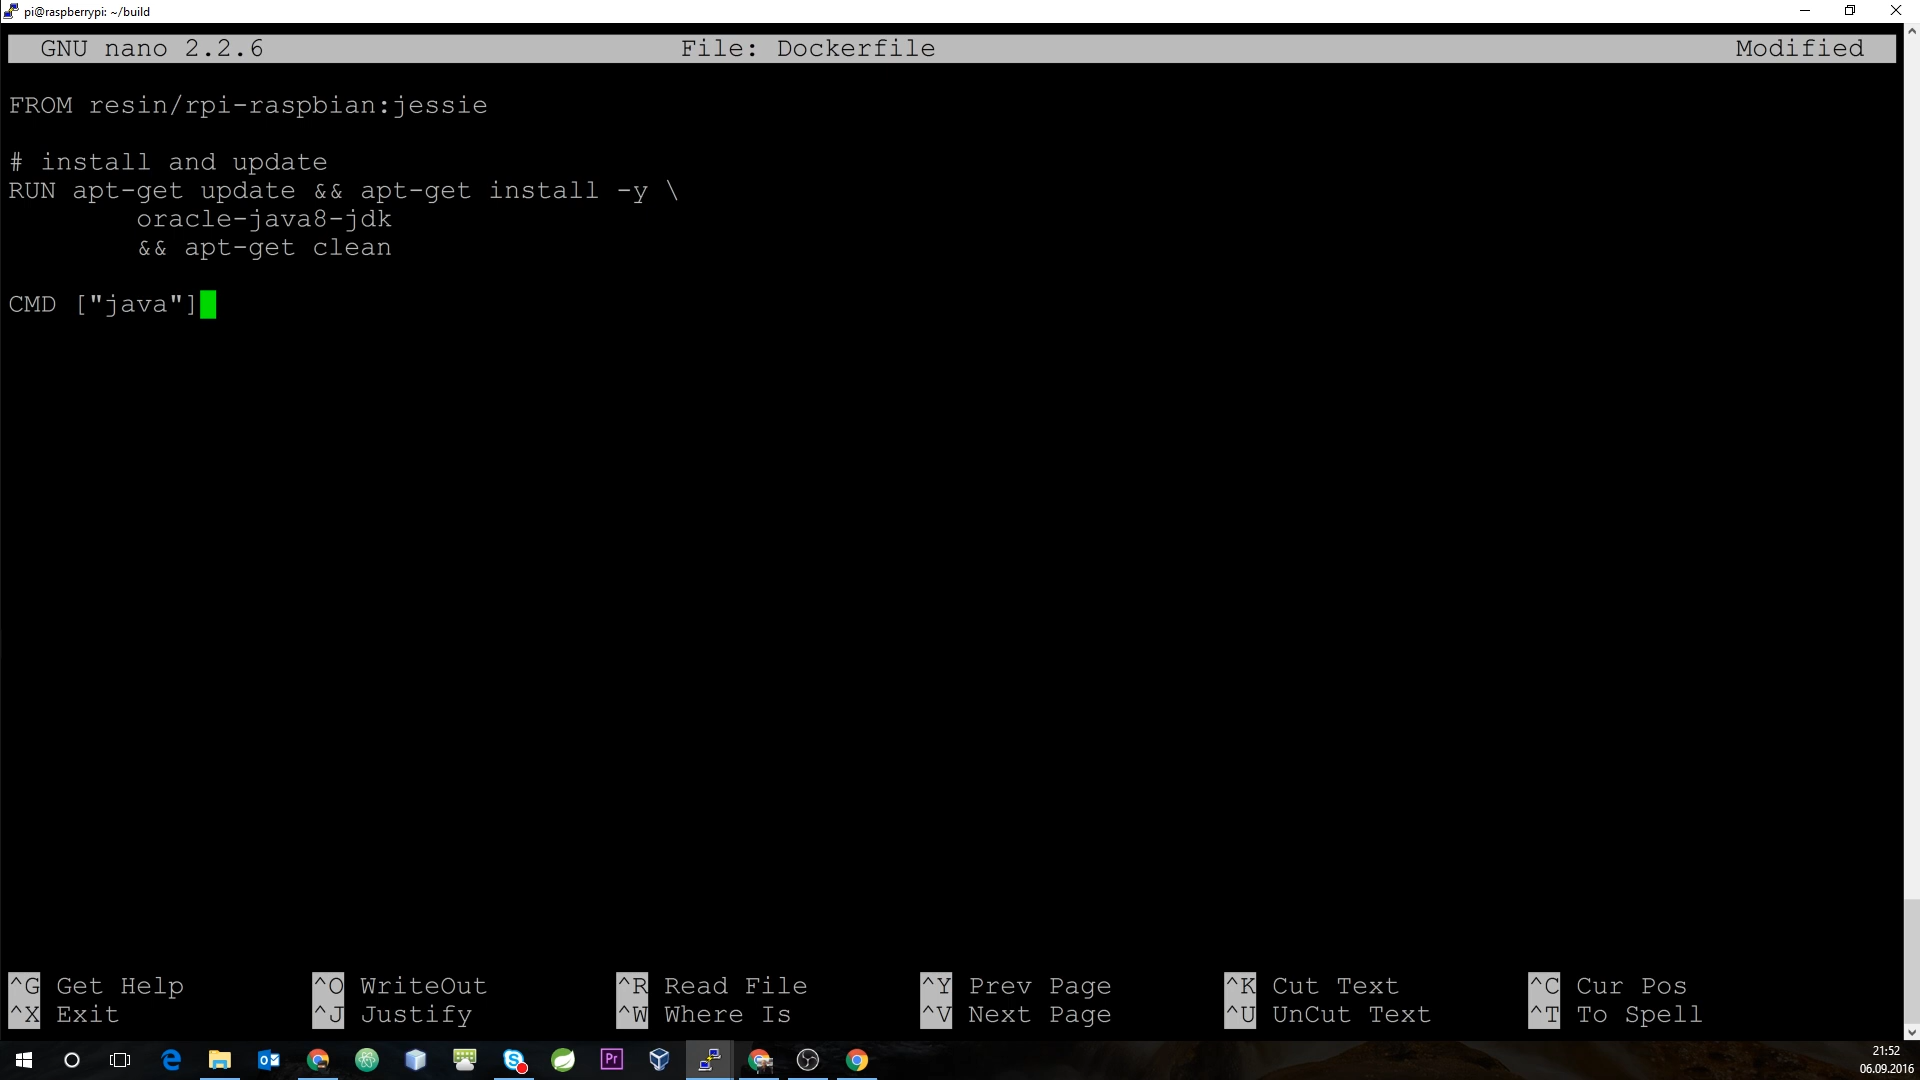 pi@raspberrypi: ~/build
GNU nano 2.2.6 File: Dockerfile Modified
FROM resin/rpi-raspbian:jessie
# install and update
RUN apt-get update && apt-get install -y \
oracle-java8-jdk
&& apt-get clean
CMD ["java"]
^G Get Help ^O WriteOut ^R Read File ^Y Prev Page ^K Cut Text ^C Cur Pos
^X Exit ^J Justify ^W Where Is ^V Next Page ^U UnCut Text ^T To Spell
Pr
21:52
06.09.2016